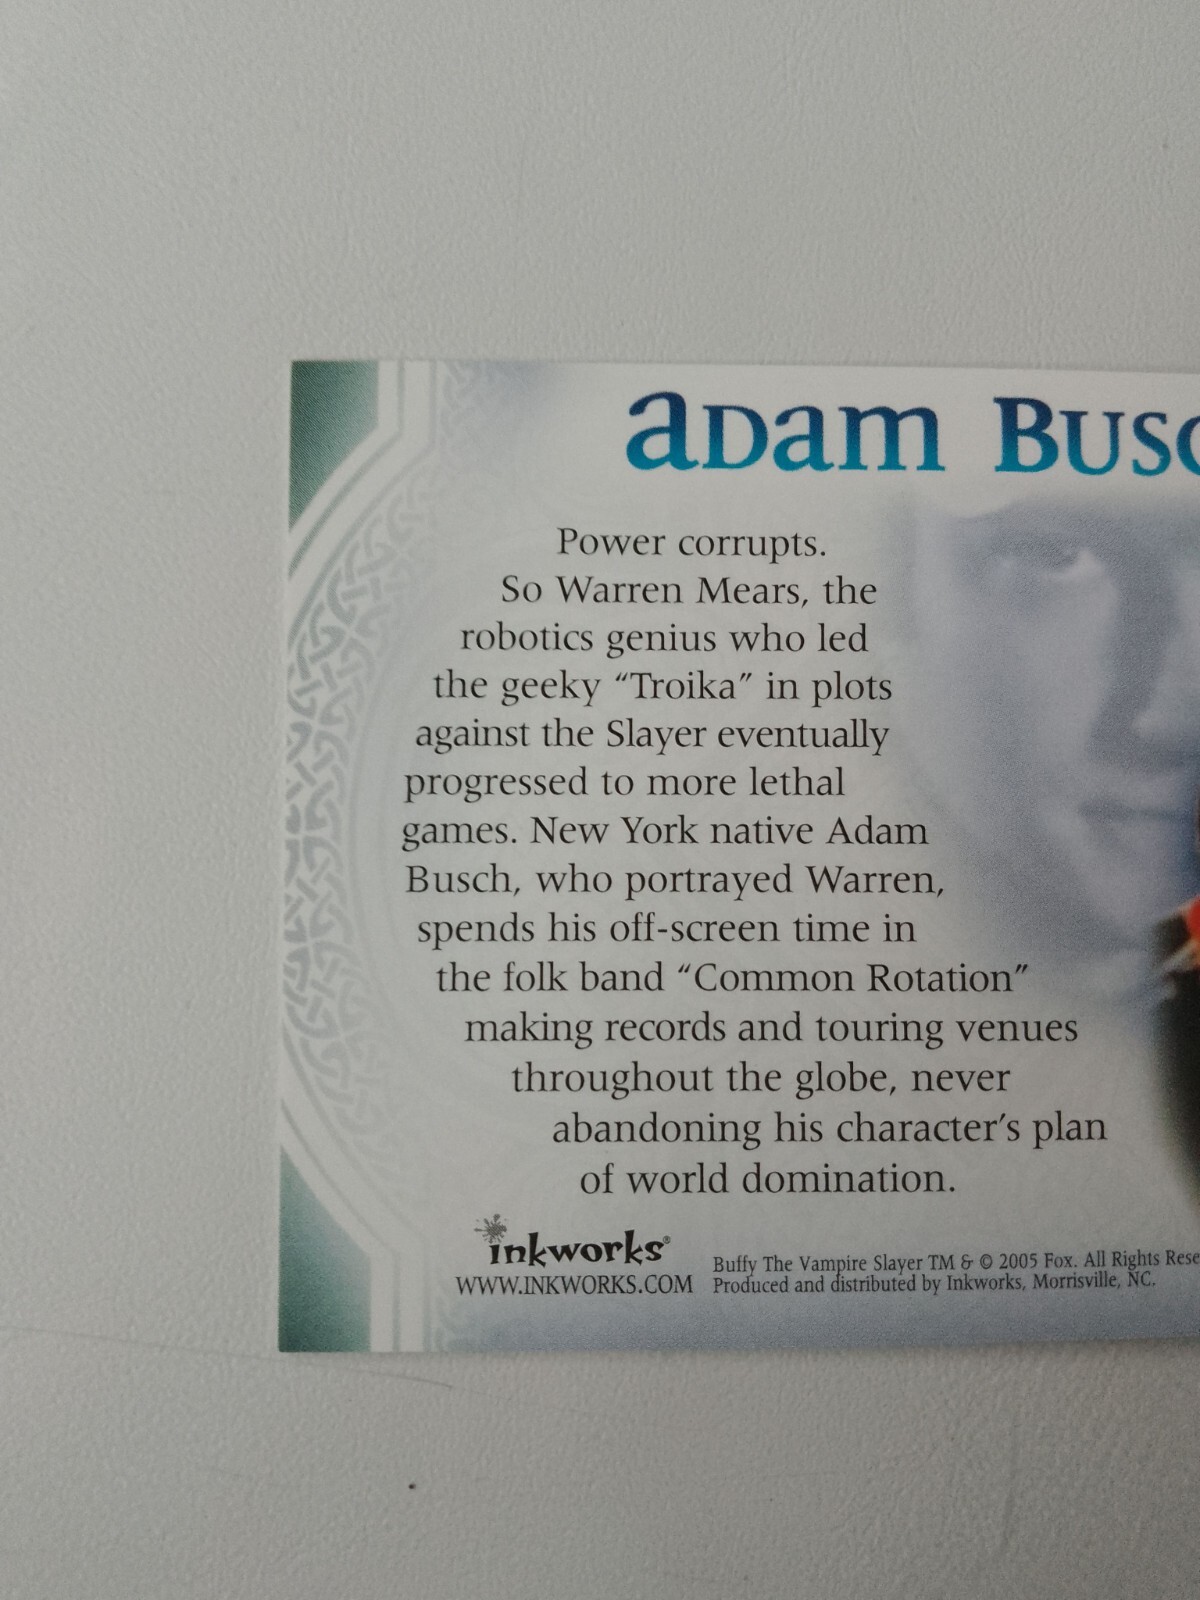 aDam BUSC
Power corrupts.
So Warren Mears, the
robotics genius who led
the geeky “Troika” in plots
against the Slayer eventually
progressed to more lethal
games. New York native Adam
Busch, who portrayed Warren,
spends his off-screen time in
the folk band “Common Rotation”
making records and touring venues
throughout the globe, never
abandoning his character’s plan
of world domination.
inkworks®
WWW.INKWORKS.COM
Buffy The Vampire Slayer TM & © 2005 Fox. All Rights Rese
Produced and distributed by Inkworks, Morrisville, NC.